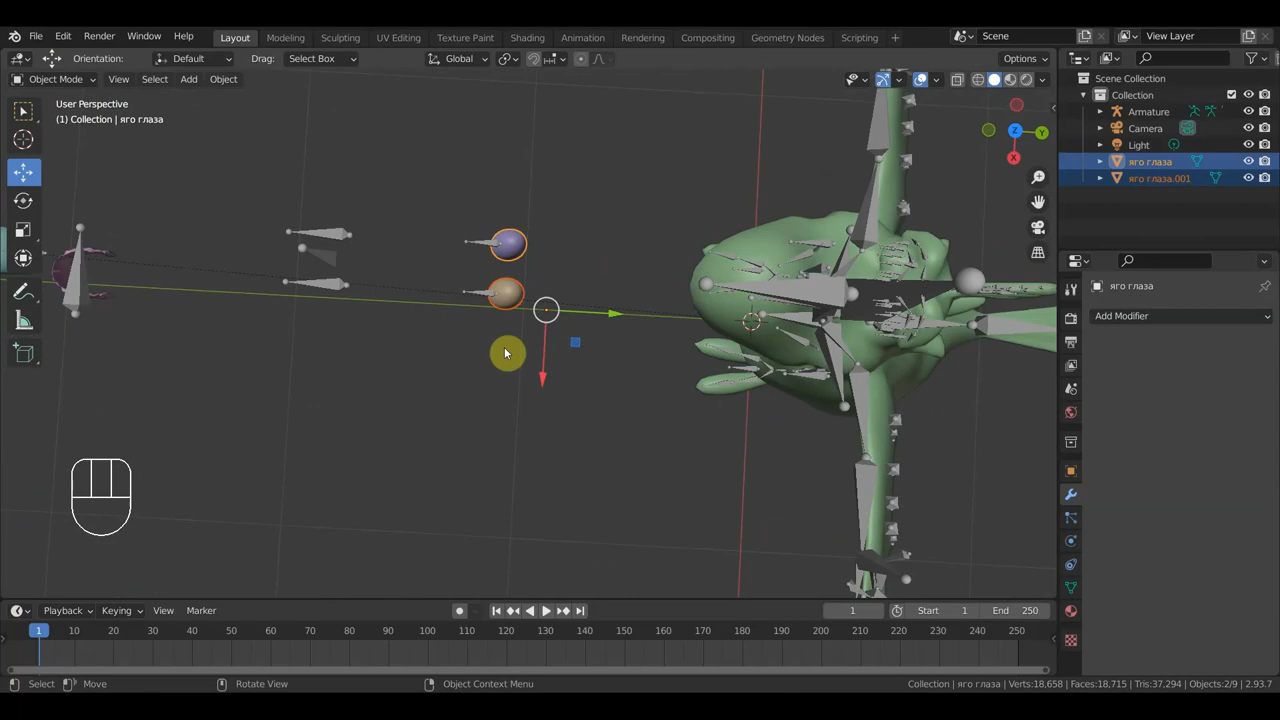 File Edit Render Window Help Layout Modeling Sculpting UV Editing Texture Paint Shading Animation Rendering Compositing Geometry Nodes Scripting + Scene View Layer
Orientation: Default Drag: Select Box Global Options
Object Mode View Select Add Object
User Perspective
(1) Collection | яго глаза
Z
Y
X
Scene Collection
Collection
Armature
Camera
Light
яго глаза
яго глаза.001
яго глаза
Add Modifier
Playback Keying View Marker 1 Start 1 End 250
1 10 20 30 40 50 60 70 80 90 100 110 120 130 140 150 160 170 180 190 200 210 220 230 240 250
Select Move Rotate View Object Context Menu Collection | яго глаза | Verts:18,658 | Faces:18,715 | Tris:37,294 | Objects:2/9 | 2.93.7